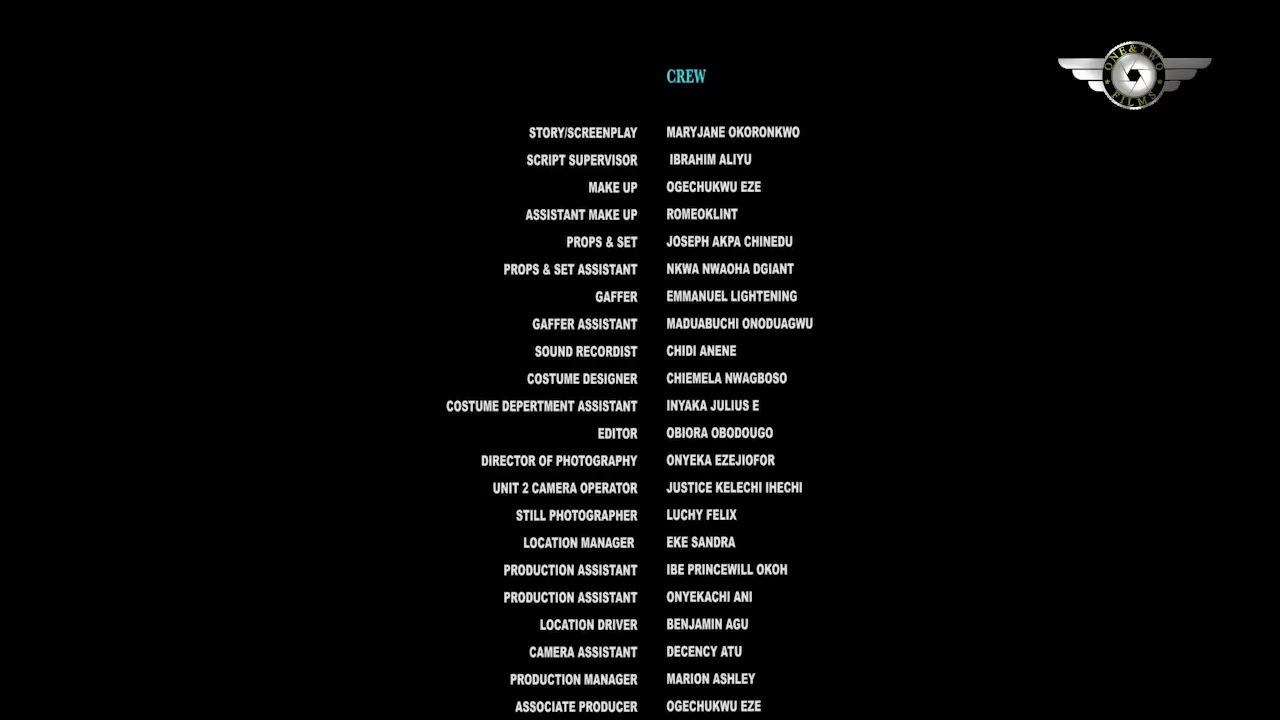 CREW
ONE&TWO
FILMS
STORY/SCREENPLAY MARYJANE OKORONKWO
SCRIPT SUPERVISOR IBRAHIM ALIYU
MAKE UP OGECHUKWU EZE
ASSISTANT MAKE UP ROMEOKLINT
PROPS & SET JOSEPH AKPA CHINEDU
PROPS & SET ASSISTANT NKWA NWAOHA DGIANT
GAFFER EMMANUEL LIGHTENING
GAFFER ASSISTANT MADUABUCHI ONODUAGWU
SOUND RECORDIST CHIDI ANENE
COSTUME DESIGNER CHIEMELA NWAGBOSO
COSTUME DEPERTMENT ASSISTANT INYAKA JULIUS E
EDITOR OBIORA OBODOUGO
DIRECTOR OF PHOTOGRAPHY ONYEKA EZEJIOFOR
UNIT 2 CAMERA OPERATOR JUSTICE KELECHI IHECHI
STILL PHOTOGRAPHER LUCHY FELIX
LOCATION MANAGER EKE SANDRA
PRODUCTION ASSISTANT IBE PRINCEWILL OKOH
PRODUCTION ASSISTANT ONYEKACHI ANI
LOCATION DRIVER BENJAMIN AGU
CAMERA ASSISTANT DECENCY ATU
PRODUCTION MANAGER MARION ASHLEY
ASSOCIATE PRODUCER OGECHUKWU EZE